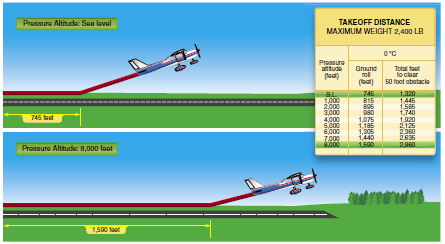 Pressure Altitude: Sea level
745 feet
Pressure Altitude: 8,000 feet
1,590 feet
TAKEOFF DISTANCE
MAXIMUM WEIGHT 2,400 LB
0 °C
Pressure altitude (feet)
Ground roll (feet)
Total feet to clear 50 foot obstacle
S.L. 745 1,320
1,000 815 1,445
2,000 895 1,585
3,000 980 1,740
4,000 1,075 1,920
5,000 1,185 2,125
6,000 1,305 2,360
7,000 1,440 2,635
8,000 1,590 2,960